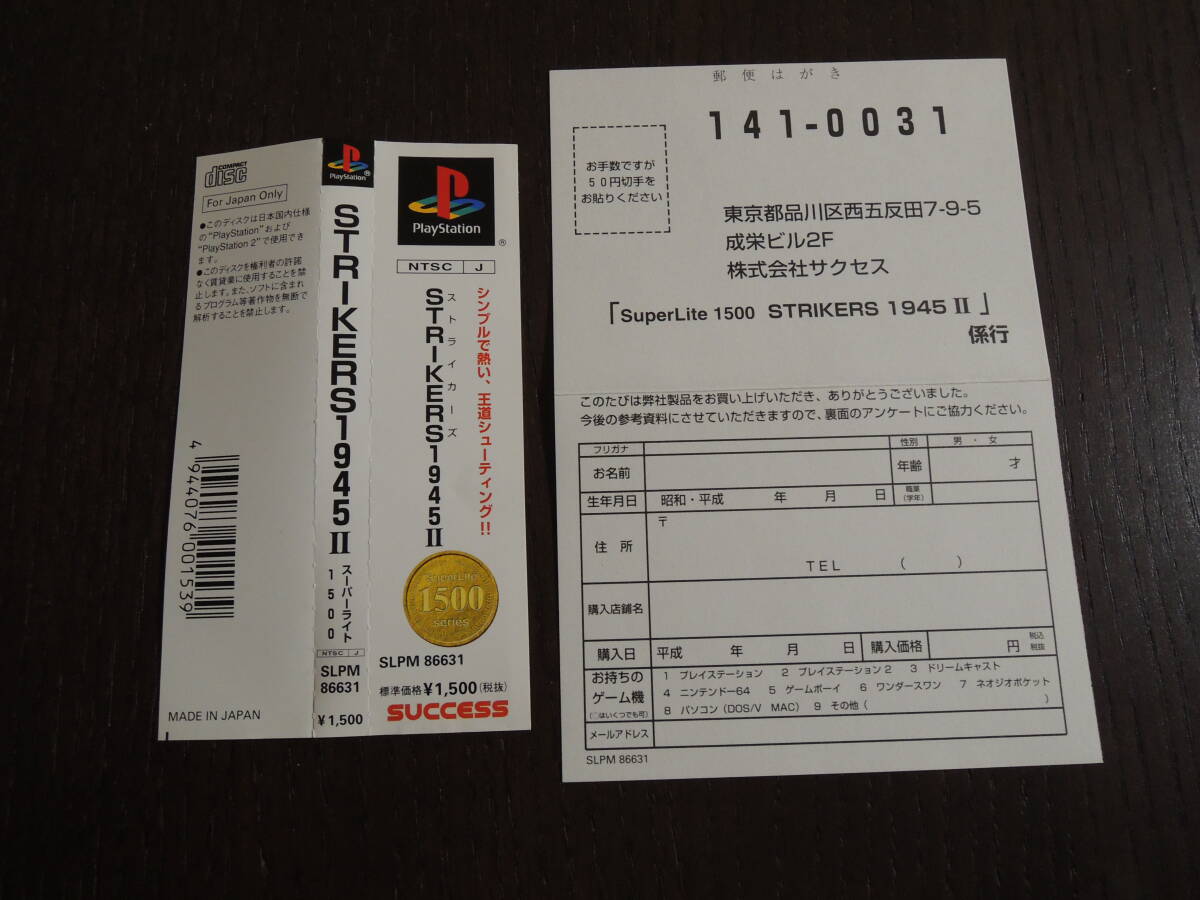 COMPACT
disc
For Japan Only
●このディスクは日本国内仕様
の“PlayStation”および
“PlayStation 2”で使用でき
ます。
●このディスクを権利者の許諾
なく賃貸業に使用することを禁
止します。また、ソフトに含まれ
るプログラム等著作物を無断で
解析することを禁止します。
4 944076 001539
MADE IN JAPAN
PlayStation
STRIKERS1945II
スーパーライト
1500
NTSC J
SLPM
86631
¥1,500
PlayStation
®
NTSC J
シンプルで熱い、王道シューティング!!
ストライカーズ
STRIKERS1945II
SuperLite
1500
series
SLPM 86631
標準価格¥1,500(税抜)
SUCCESS
郵便はがき
141-0031
お手数ですが
50円切手を
お貼りください
東京都品川区西五反田7-9-5
成栄ビル2F
株式会社サクセス
「SuperLite 1500 STRIKERS 1945 II 」
係行
このたびは弊社製品をお買い上げいただき、ありがとうございました。
今後の参考資料にさせていただきますので、裏面のアンケートにご協力ください。
フリガナ 性別 男・女
お名前 年齢 才
生年月日 昭和・平成 年 月 日 職業(学年)
住所 〒
TEL ( )
購入店舗名
購入日 平成 年 月 日 購入価格 円 税込 税抜
お持ちの 1 プレイステーション 2 プレイステーション2 3 ドリームキャスト
ゲーム機 4 ニンテンドー64 5 ゲームボーイ 6 ワンダースワン 7 ネオジオポケット
(○はいくつでも可) 8 パソコン(DOS/V MAC) 9 その他( )
メールアドレス
SLPM 86631